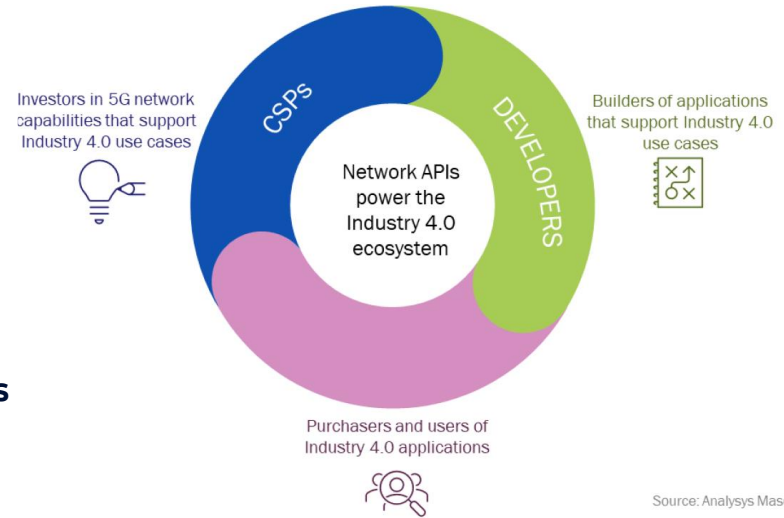 Investors in 5G network
capabilities that support
Industry 4.0 use cases
CSPs
DEVELOPERS
Builders of applications
that support Industry 4.0
use cases
Network APIs
power the
Industry 4.0
ecosystem
s
Purchasers and users of
Industry 4.0 applications
Source: Analysys Mas